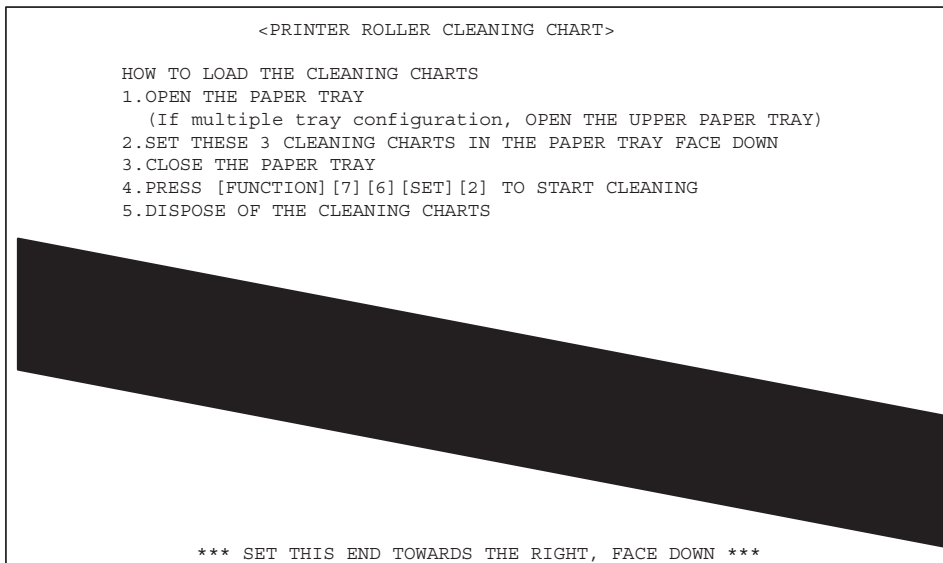 <PRINTER ROLLER CLEANING CHART>
HOW TO LOAD THE CLEANING CHARTS
1.OPEN THE PAPER TRAY
(If multiple tray configuration, OPEN THE UPPER PAPER TRAY)
2.SET THESE 3 CLEANING CHARTS IN THE PAPER TRAY FACE DOWN
3.CLOSE THE PAPER TRAY
4.PRESS [FUNCTION][7][6][SET][2] TO START CLEANING
5.DISPOSE OF THE CLEANING CHARTS
*** SET THIS END TOWARDS THE RIGHT, FACE DOWN ***